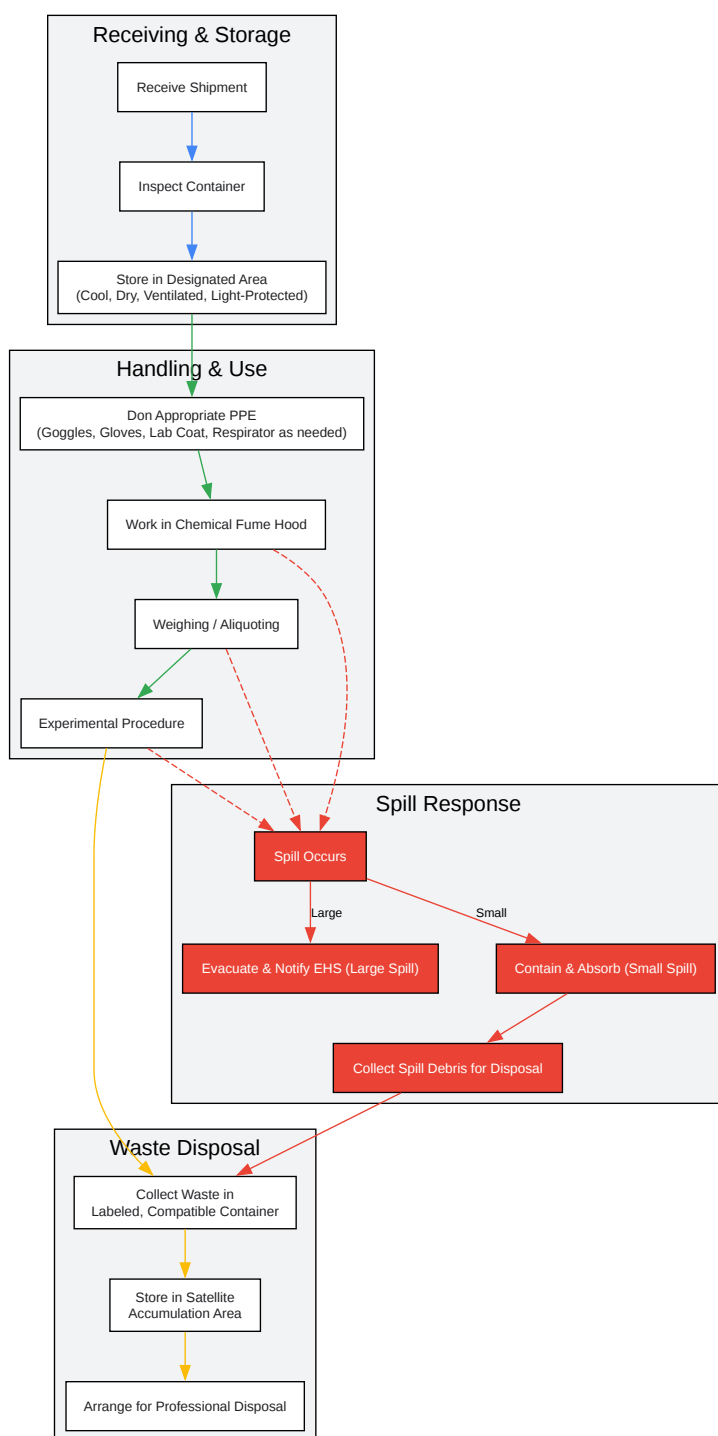 Receiving & Storage
Receive Shipment
Inspect Container
Store in Designated Area
(Cool, Dry, Ventilated, Light-Protected)
Handling & Use
Don Appropriate PPE
(Goggles, Gloves, Lab Coat, Respirator as needed)
Work in Chemical Fume Hood
Weighing / Aliquoting
Experimental Procedure
Spill Response
Spill Occurs
Large
Small
Evacuate & Notify EHS (Large Spill)
Contain & Absorb (Small Spill)
Collect Spill Debris for Disposal
Waste Disposal
Collect Waste in
Labeled, Compatible Container
Store in Satellite
Accumulation Area
Arrange for Professional Disposal